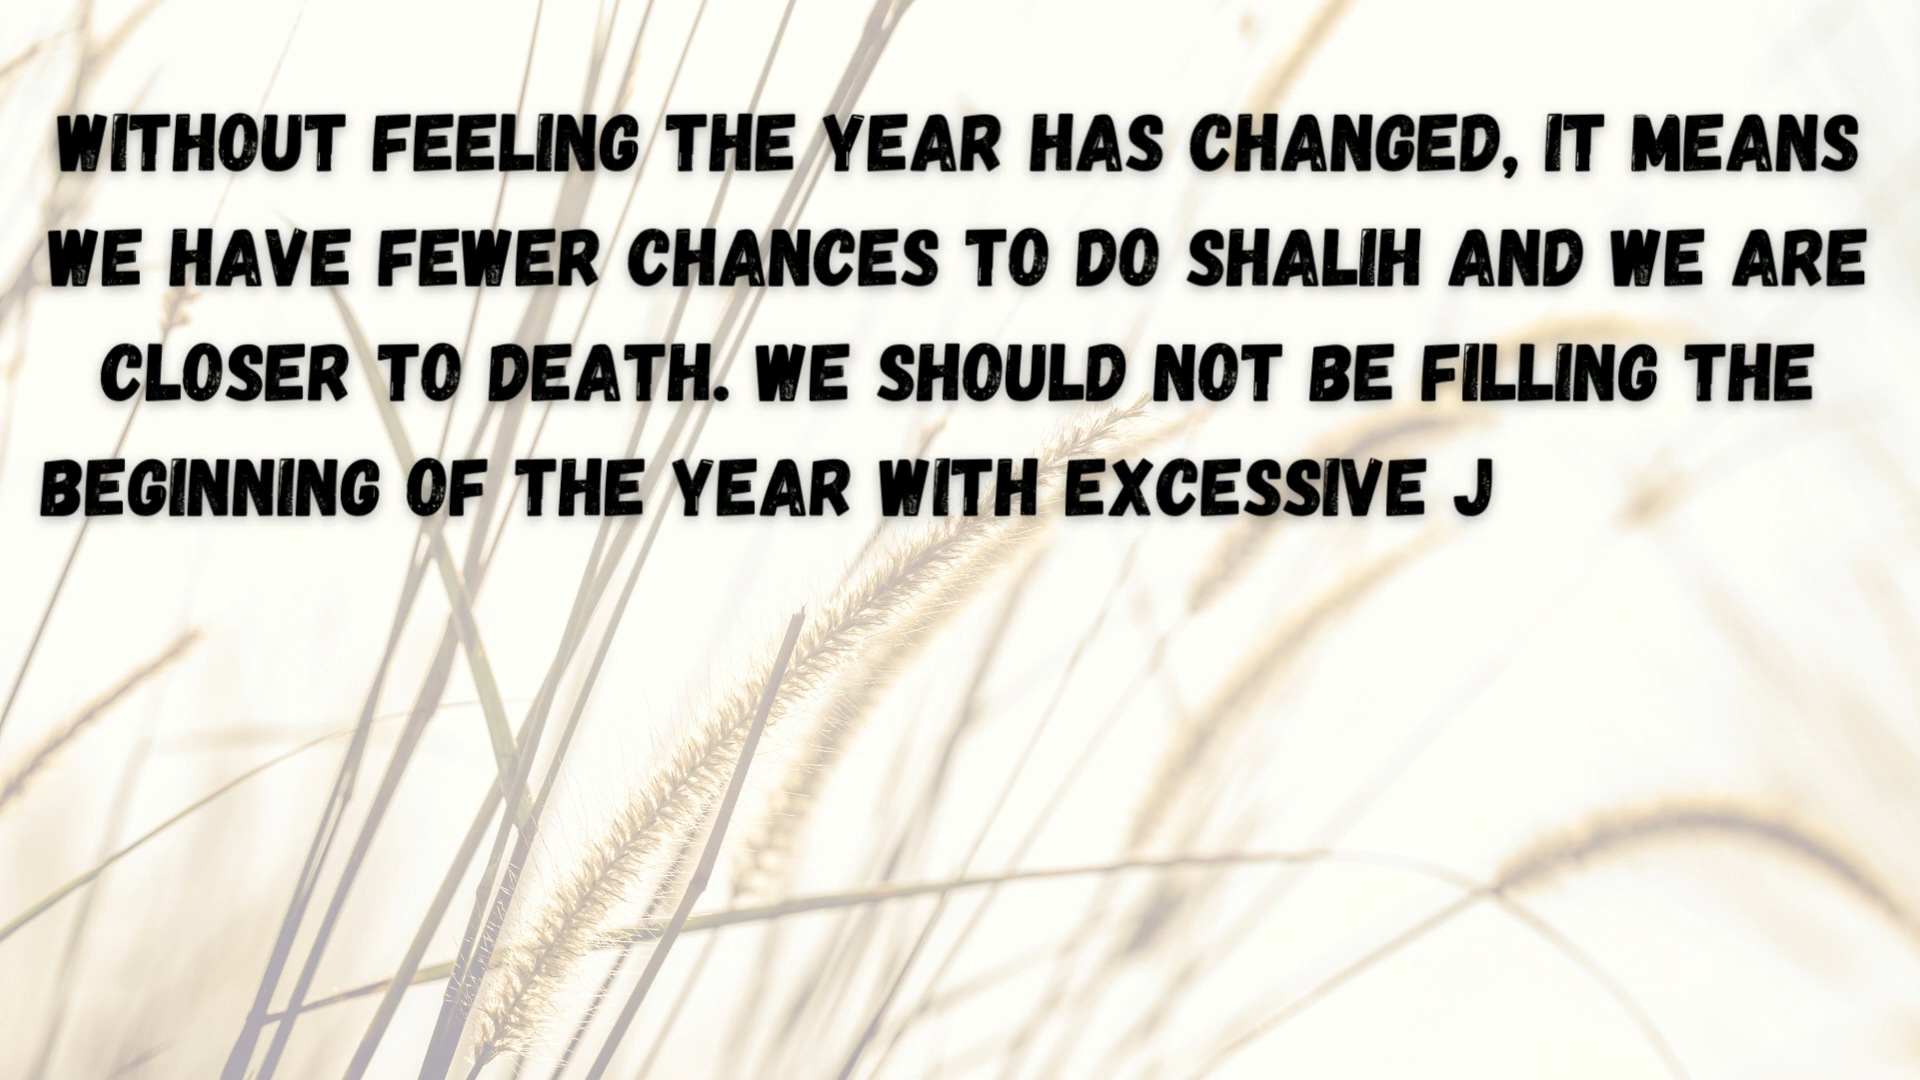 WITHOUT FEELING THE YEAR HAS CHANGED, IT MEANS
WE HAVE FEWER CHANCES TO DO SHALIH AND WE ARE
CLOSER TO DEATH. WE SHOULD NOT BE FILLING THE
BEGINNING OF THE YEAR WITH EXCESSIVE J